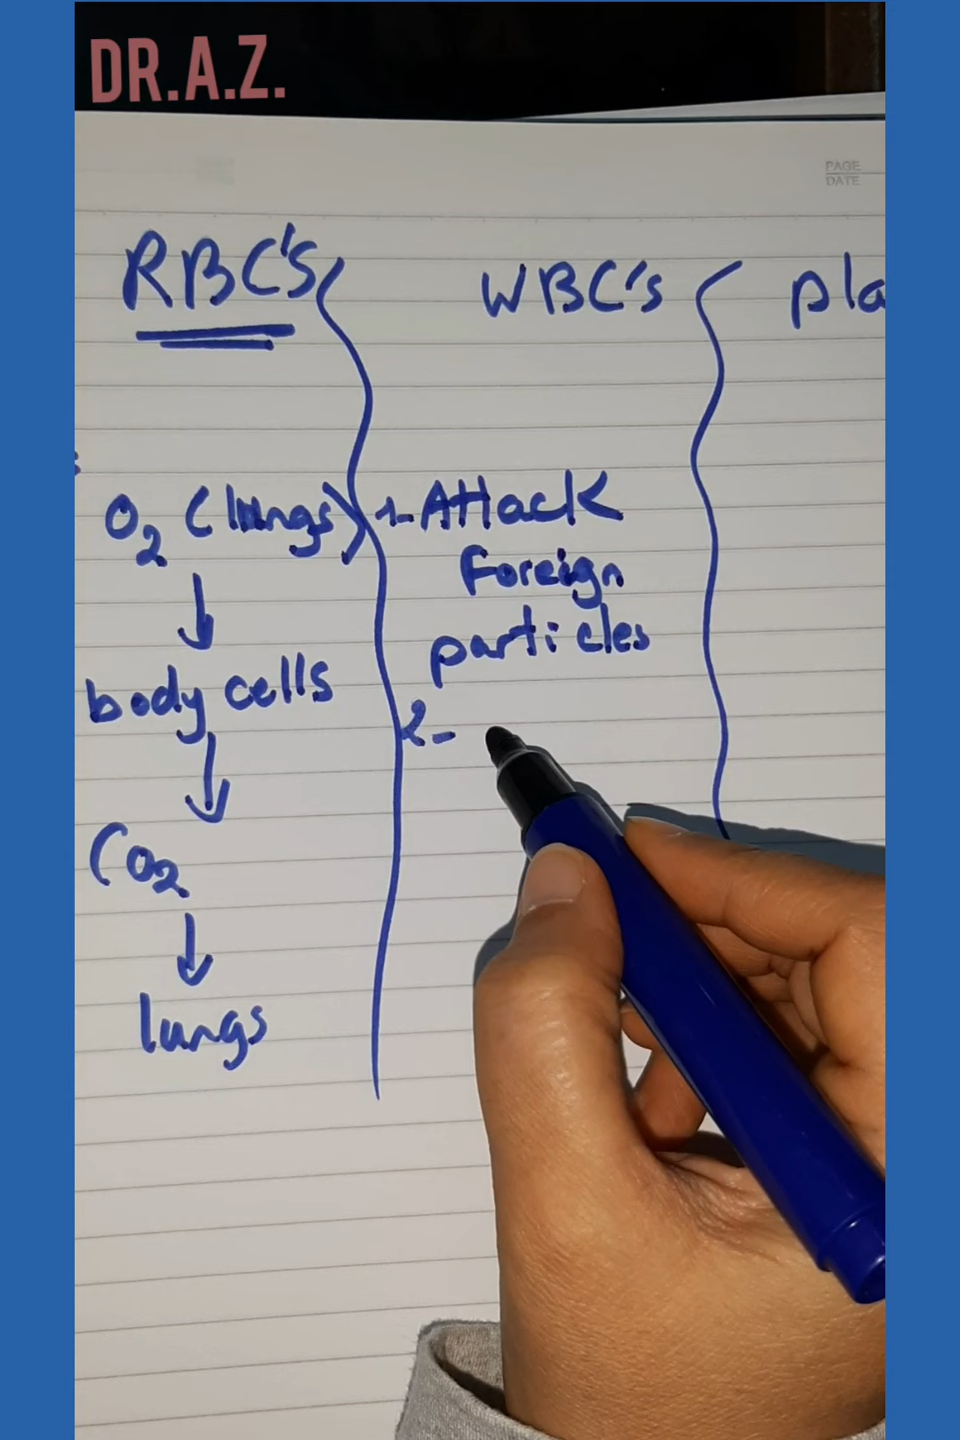 DR.A.Z.
PAGE
DATE
RBC's
O₂ (lungs)
body cells
CO₂
lungs
WBC's
1- Attack
Foreign
particles
2-
pla